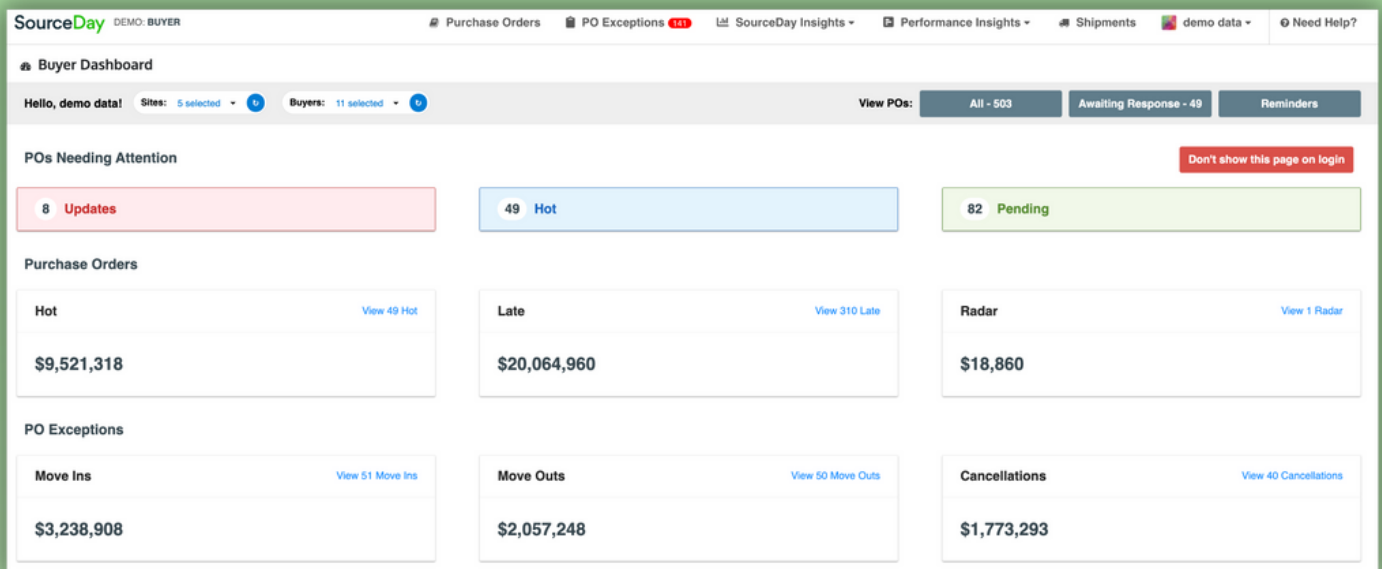 SourceDay DEMO: BUYER Purchase Orders PO Exceptions 141 SourceDay Insights Performance Insights Shipments demo data Need Help?
Buyer Dashboard
Hello, demo data! Sites: 5 selected Buyers: 11 selected View POs: All - 503 Awaiting Response - 49 Reminders
POs Needing Attention Don't show this page on login
8 Updates 49 Hot 82 Pending
Purchase Orders
Hot View 49 Hot Late View 310 Late Radar View 1 Radar
$9,521,318 $20,064,960 $18,860
PO Exceptions
Move Ins View 51 Move Ins Move Outs View 50 Move Outs Cancellations View 40 Cancellations
$3,238,908 $2,057,248 $1,773,293